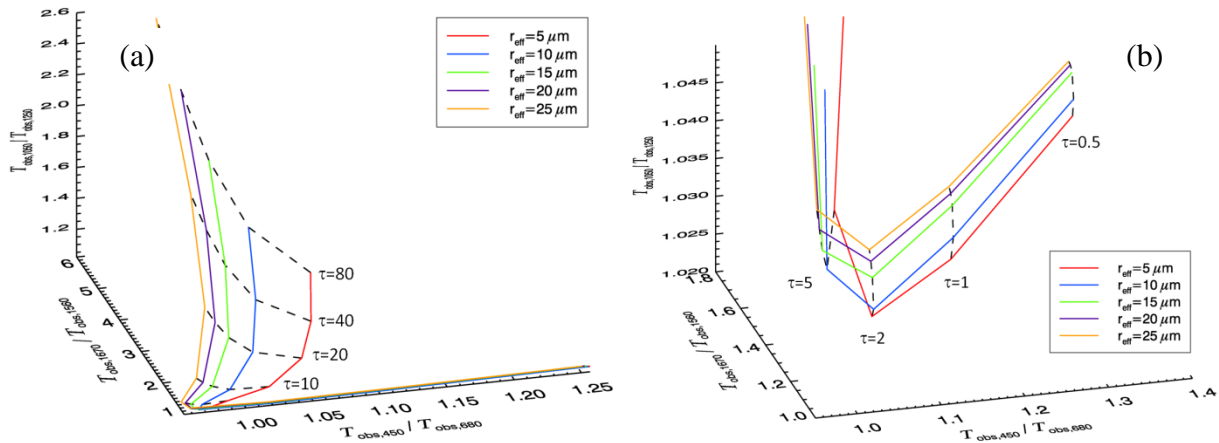 (a)
2.6
2.4
2.2
2.0
1.8
1.6
1.4
1.2
T obs,1050 / T obs,1250
6
5
4
3
2
1
T obs,1670 / T obs,1560
1.00
1.05
1.10
1.15
1.20
1.25
T obs,450 / T obs,680
r eff = 5 μm
r eff = 10 μm
r eff = 15 μm
r eff = 20 μm
r eff = 25 μm
τ=80
τ=40
τ=20
τ=10
(b)
1.045
1.040
1.035
1.030
1.025
1.020
T obs,1050 / T obs,1250
1.8
1.6
1.4
1.2
1.0
T obs,1670 / T obs,1560
1.0
1.1
1.2
1.3
1.4
T obs,450 / T obs,680
τ=0.5
τ=1
τ=2
τ=5
r eff = 5 μm
r eff = 10 μm
r eff = 15 μm
r eff = 20 μm
r eff = 25 μm